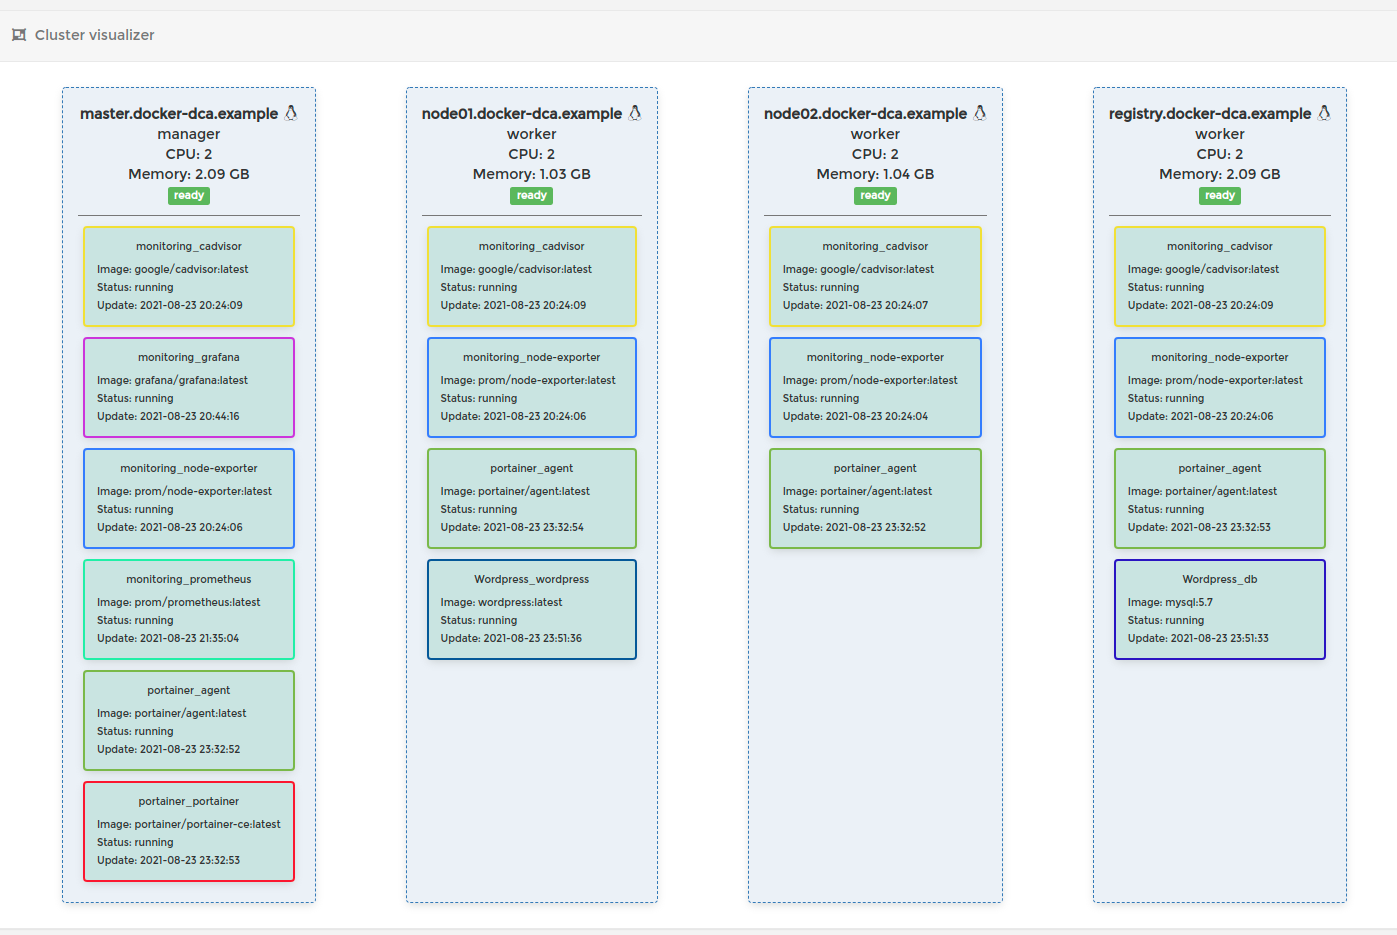 Cluster visualizer
master.docker-dca.example
manager
CPU: 2
Memory: 2.09 GB
ready
monitoring_cadvisor
Image: google/cadvisor:latest
Status: running
Update: 2021-08-23 20:24:09
monitoring_grafana
Image: grafana/grafana:latest
Status: running
Update: 2021-08-23 20:44:16
monitoring_node-exporter
Image: prom/node-exporter:latest
Status: running
Update: 2021-08-23 20:24:06
monitoring_prometheus
Image: prom/prometheus:latest
Status: running
Update: 2021-08-23 21:35:04
portainer_agent
Image: portainer/agent:latest
Status: running
Update: 2021-08-23 23:32:52
portainer_portainer
Image: portainer/portainer-ce:latest
Status: running
Update: 2021-08-23 23:32:53
node01.docker-dca.example
worker
CPU: 2
Memory: 1.03 GB
ready
monitoring_cadvisor
Image: google/cadvisor:latest
Status: running
Update: 2021-08-23 20:24:09
monitoring_node-exporter
Image: prom/node-exporter:latest
Status: running
Update: 2021-08-23 20:24:06
portainer_agent
Image: portainer/agent:latest
Status: running
Update: 2021-08-23 23:32:54
Wordpress_wordpress
Image: wordpress:latest
Status: running
Update: 2021-08-23 23:51:36
node02.docker-dca.example
worker
CPU: 2
Memory: 1.04 GB
ready
monitoring_cadvisor
Image: google/cadvisor:latest
Status: running
Update: 2021-08-23 20:24:07
monitoring_node-exporter
Image: prom/node-exporter:latest
Status: running
Update: 2021-08-23 20:24:04
portainer_agent
Image: portainer/agent:latest
Status: running
Update: 2021-08-23 23:32:52
registry.docker-dca.example
worker
CPU: 2
Memory: 2.09 GB
ready
monitoring_cadvisor
Image: google/cadvisor:latest
Status: running
Update: 2021-08-23 20:24:09
monitoring_node-exporter
Image: prom/node-exporter:latest
Status: running
Update: 2021-08-23 20:24:06
portainer_agent
Image: portainer/agent:latest
Status: running
Update: 2021-08-23 23:32:53
Wordpress_db
Image: mysql:5.7
Status: running
Update: 2021-08-23 23:51:33